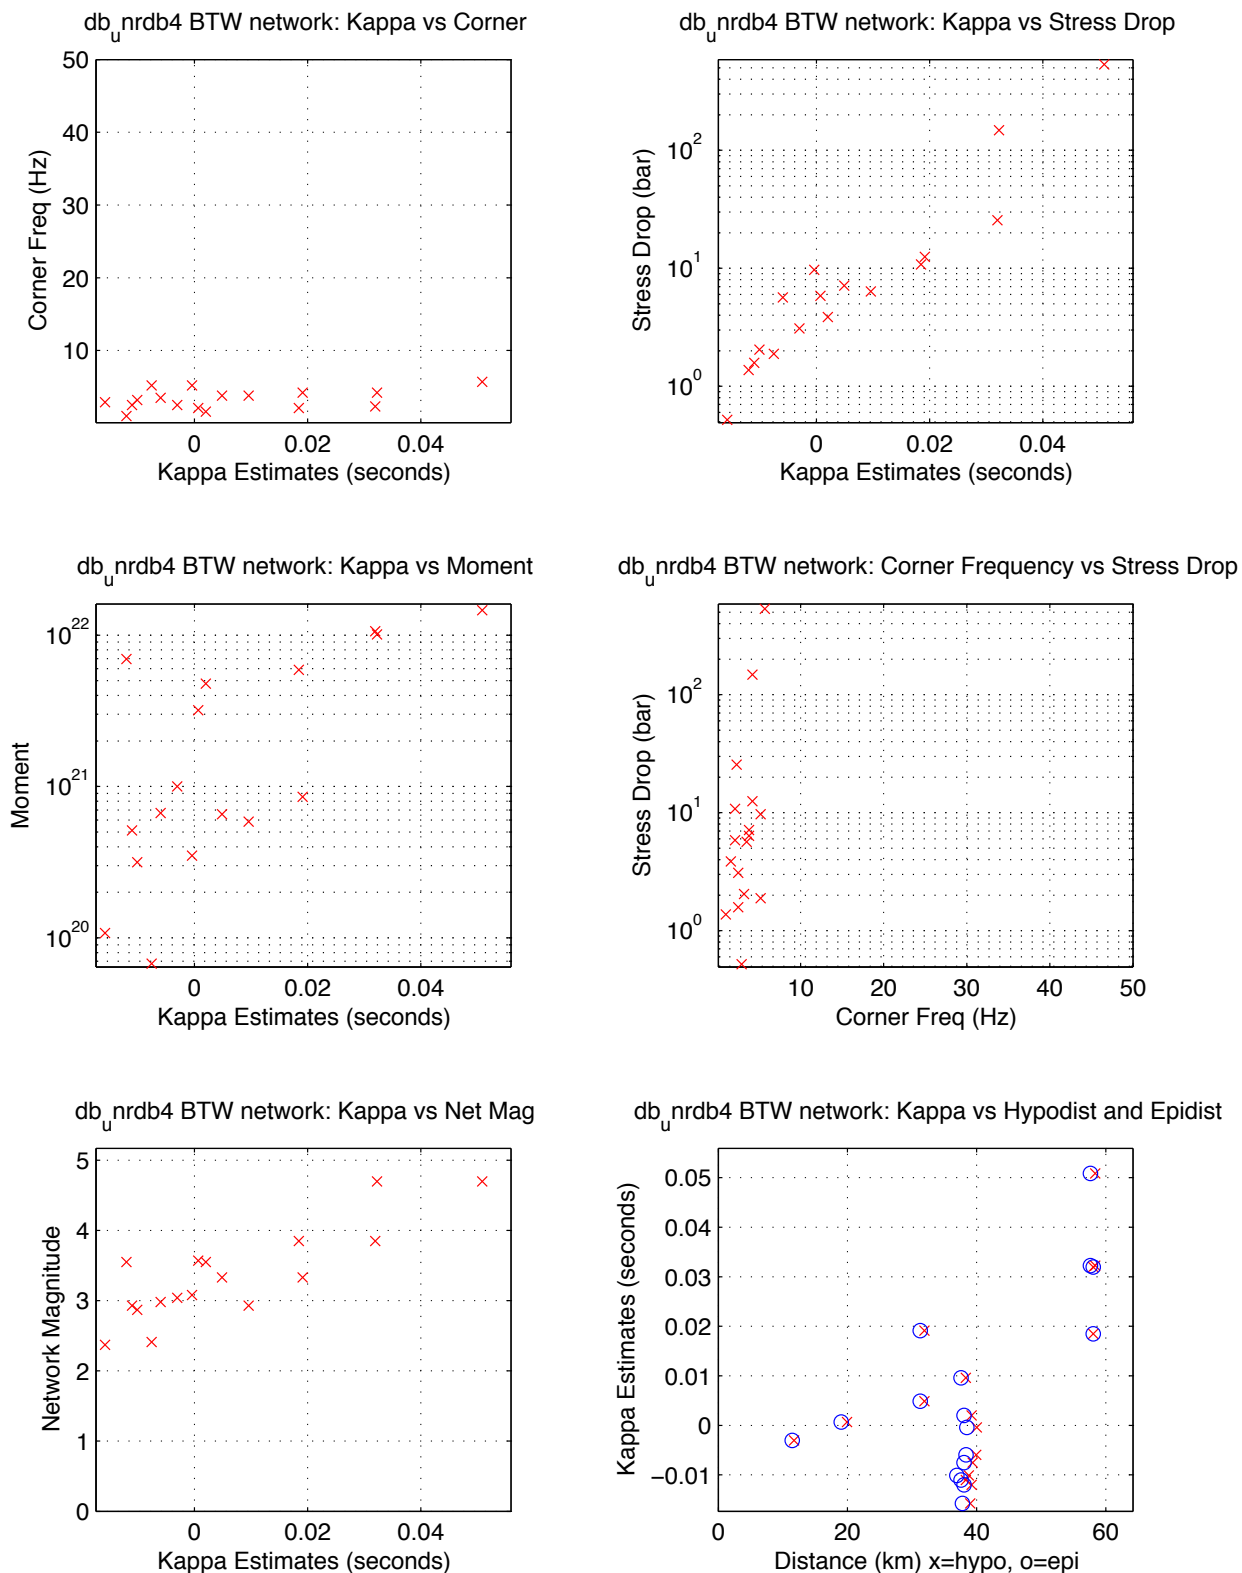 db_unrdb4 BTW network: Kappa vs Corner
50
40
30
20
10
Corner Freq (Hz)
0 0.02 0.04
Kappa Estimates (seconds)
db_unrdb4 BTW network: Kappa vs Stress Drop
10^2
10^1
10^0
Stress Drop (bar)
0 0.02 0.04
Kappa Estimates (seconds)
db_unrdb4 BTW network: Kappa vs Moment
10^22
10^21
10^20
Moment
0 0.02 0.04
Kappa Estimates (seconds)
db_unrdb4 BTW network: Corner Frequency vs Stress Drop
10^2
10^1
10^0
Stress Drop (bar)
10 20 30 40 50
Corner Freq (Hz)
db_unrdb4 BTW network: Kappa vs Net Mag
5
4
3
2
1
0
Network Magnitude
0 0.02 0.04
Kappa Estimates (seconds)
db_unrdb4 BTW network: Kappa vs Hypodist and Epidist
0.05
0.04
0.03
0.02
0.01
0
−0.01
Kappa Estimates (seconds)
0 20 40 60
Distance (km) x=hypo, o=epi